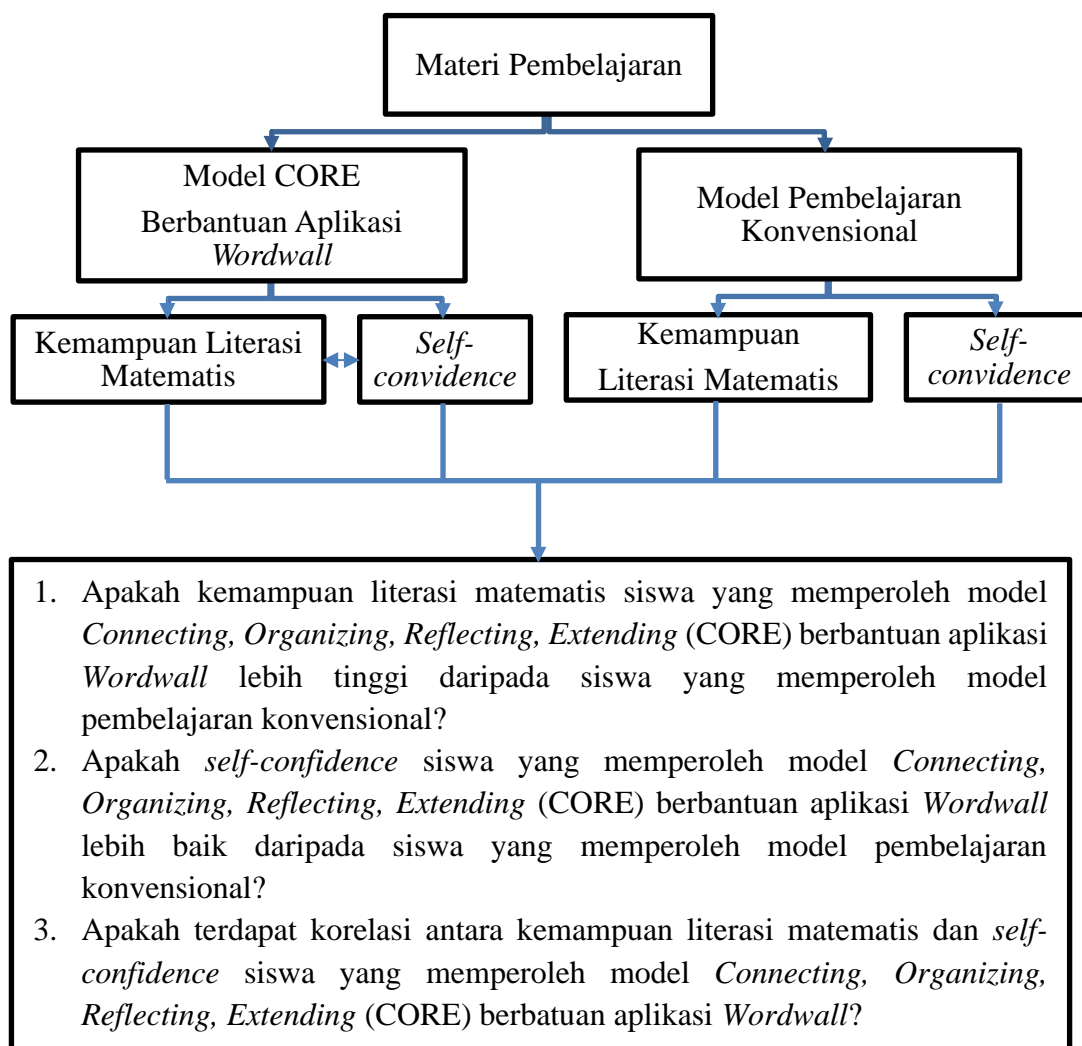 Materi Pembelajaran
Model CORE
Berbantuan Aplikasi
Wordwall
Model Pembelajaran
Konvensional
Kemampuan Literasi
Matematis
Self-
convidence
Kemampuan
Literasi Matematis
Self-
convidence
1. Apakah kemampuan literasi matematis siswa yang memperoleh model
Connecting, Organizing, Reflecting, Extending (CORE) berbantuan aplikasi
Wordwall lebih tinggi daripada siswa yang memperoleh model
pembelajaran konvensional?
2. Apakah self-confidence siswa yang memperoleh model Connecting,
Organizing, Reflecting, Extending (CORE) berbantuan aplikasi Wordwall
lebih baik daripada siswa yang memperoleh model pembelajaran
konvensional?
3. Apakah terdapat korelasi antara kemampuan literasi matematis dan self-
confidence siswa yang memperoleh model Connecting, Organizing,
Reflecting, Extending (CORE) berbatuan aplikasi Wordwall?